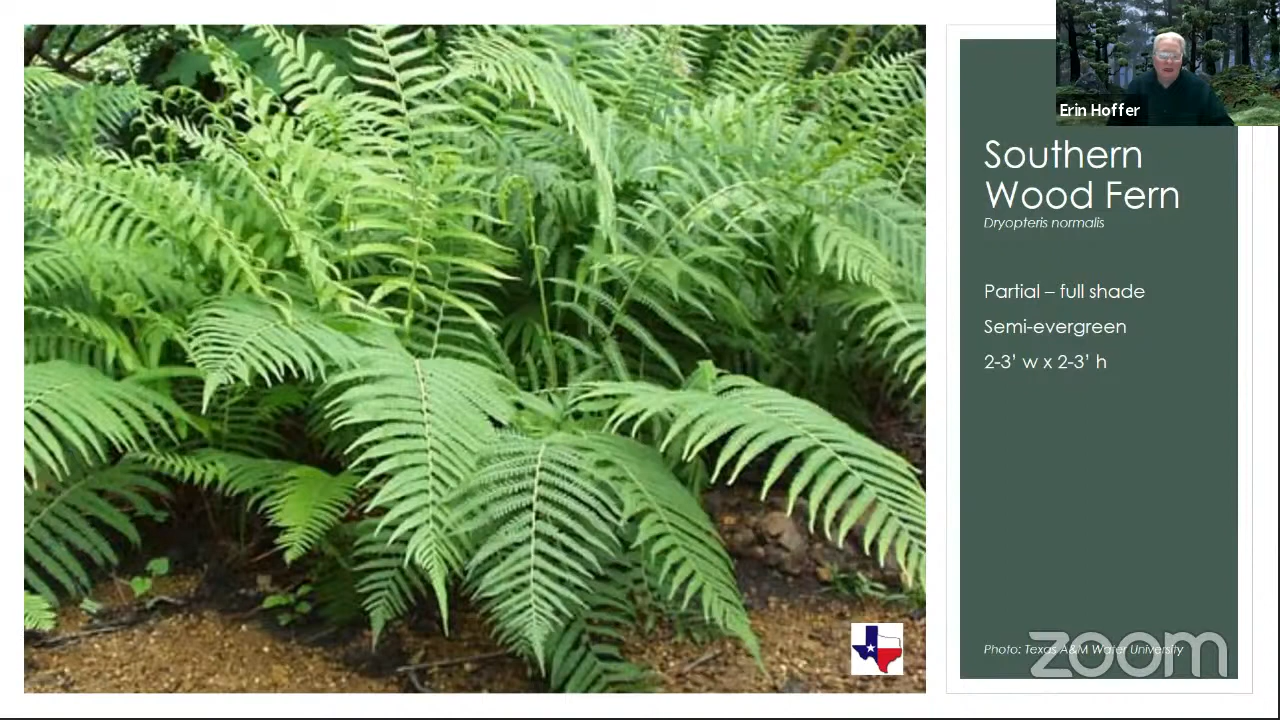 Erin Hoffer
Southern
Wood Fern
Dryopteris normalis
Partial – full shade
Semi-evergreen
2-3’ w x 2-3’ h
Photo: Texas A&M Water University
zoom